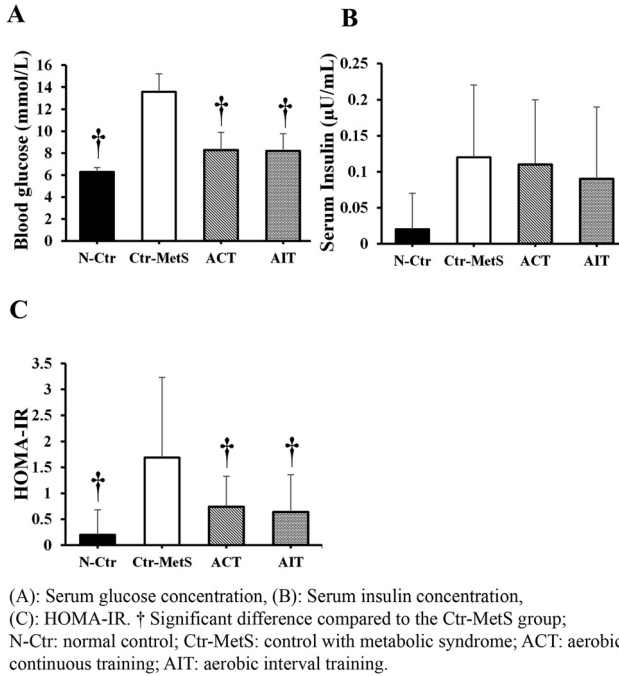 A
Blood glucose (mmol/L)
16
14
12
10
8
6
4
2
0
†
†
†
N-Ctr Ctr-MetS ACT AIT
B
Serum Insulin (µU/mL)
0.25
0.2
0.15
0.1
0.05
0
N-Ctr Ctr-MetS ACT AIT
C
HOMA-IR
3.5
3
2.5
2
1.5
1
0.5
0
†
†
†
N-Ctr Ctr-MetS ACT AIT
(A): Serum glucose concentration, (B): Serum insulin concentration,
(C): HOMA-IR. † Significant difference compared to the Ctr-MetS group;
N-Ctr: normal control; Ctr-MetS: control with metabolic syndrome; ACT: aerobic
continuous training; AIT: aerobic interval training.